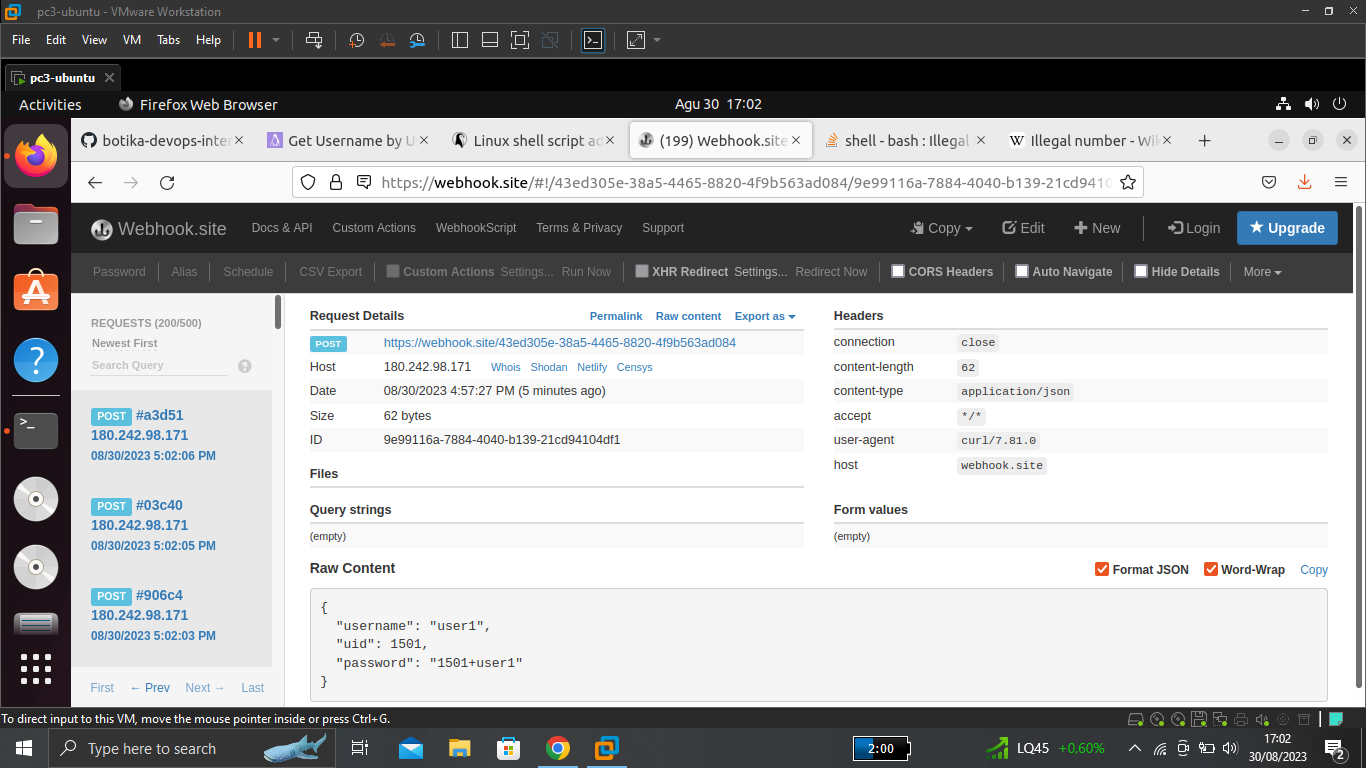 pc3-ubuntu - VMware Workstation
File Edit View VM Tabs Help
pc3-ubuntu
Activities Firefox Web Browser Agu 30 17:02
botika-devops-inter Get Username by U Linux shell script ad (199) Webhook.site shell - bash : Illegal Illegal number - Wik
https://webhook.site/#!/43ed305e-38a5-4465-8820-4f9b563ad084/9e99116a-7884-4040-b139-21cd9410
Webhook.site Docs & API Custom Actions WebhookScript Terms & Privacy Support Copy Edit New Login Upgrade
Password Alias Schedule CSV Export Custom Actions Settings... Run Now XHR Redirect Settings... Redirect Now CORS Headers Auto Navigate Hide Details More
REQUESTS (200/500)
Newest First
Search Query
POST #a3d51
180.242.98.171
08/30/2023 5:02:06 PM
POST #03c40
180.242.98.171
08/30/2023 5:02:05 PM
POST #906c4
180.242.98.171
08/30/2023 5:02:03 PM
First ← Prev Next → Last
Request Details Permalink Raw content Export as
POST https://webhook.site/43ed305e-38a5-4465-8820-4f9b563ad084
Host 180.242.98.171 Whois Shodan Netlify Censys
Date 08/30/2023 4:57:27 PM (5 minutes ago)
Size 62 bytes
ID 9e99116a-7884-4040-b139-21cd94104df1
Files
Headers
connection close
content-length 62
content-type application/json
accept */*
user-agent curl/7.81.0
host webhook.site
Query strings
(empty)
Form values
(empty)
Raw Content Format JSON Word-Wrap Copy
{
"username": "user1",
"uid": 1501,
"password": "1501+user1"
}
To direct input to this VM, move the mouse pointer inside or press Ctrl+G.
Type here to search 2:00 LQ45 +0,60% 17:02
30/08/2023 2